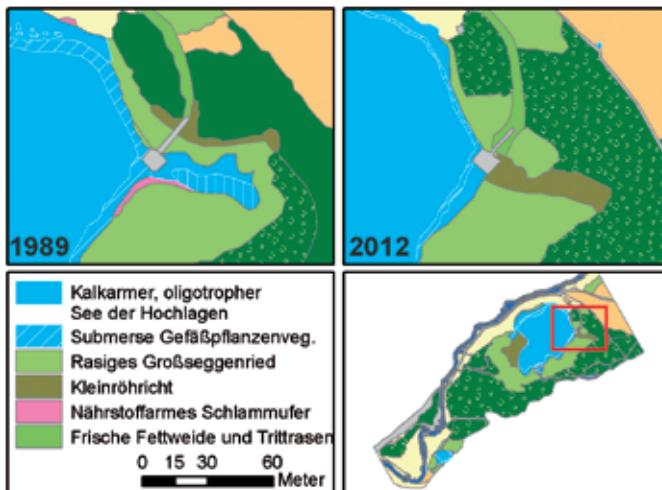 1989
2012
Kalkarmer, oligotropher
See der Hochlagen
Submerse Gefäßpflanzenveg.
Rasiges Großseggenried
Kleinröhricht
Nährstoffarmes Schlammufer
Frische Fettweide und Trittrasen
0 15 30 60
Meter